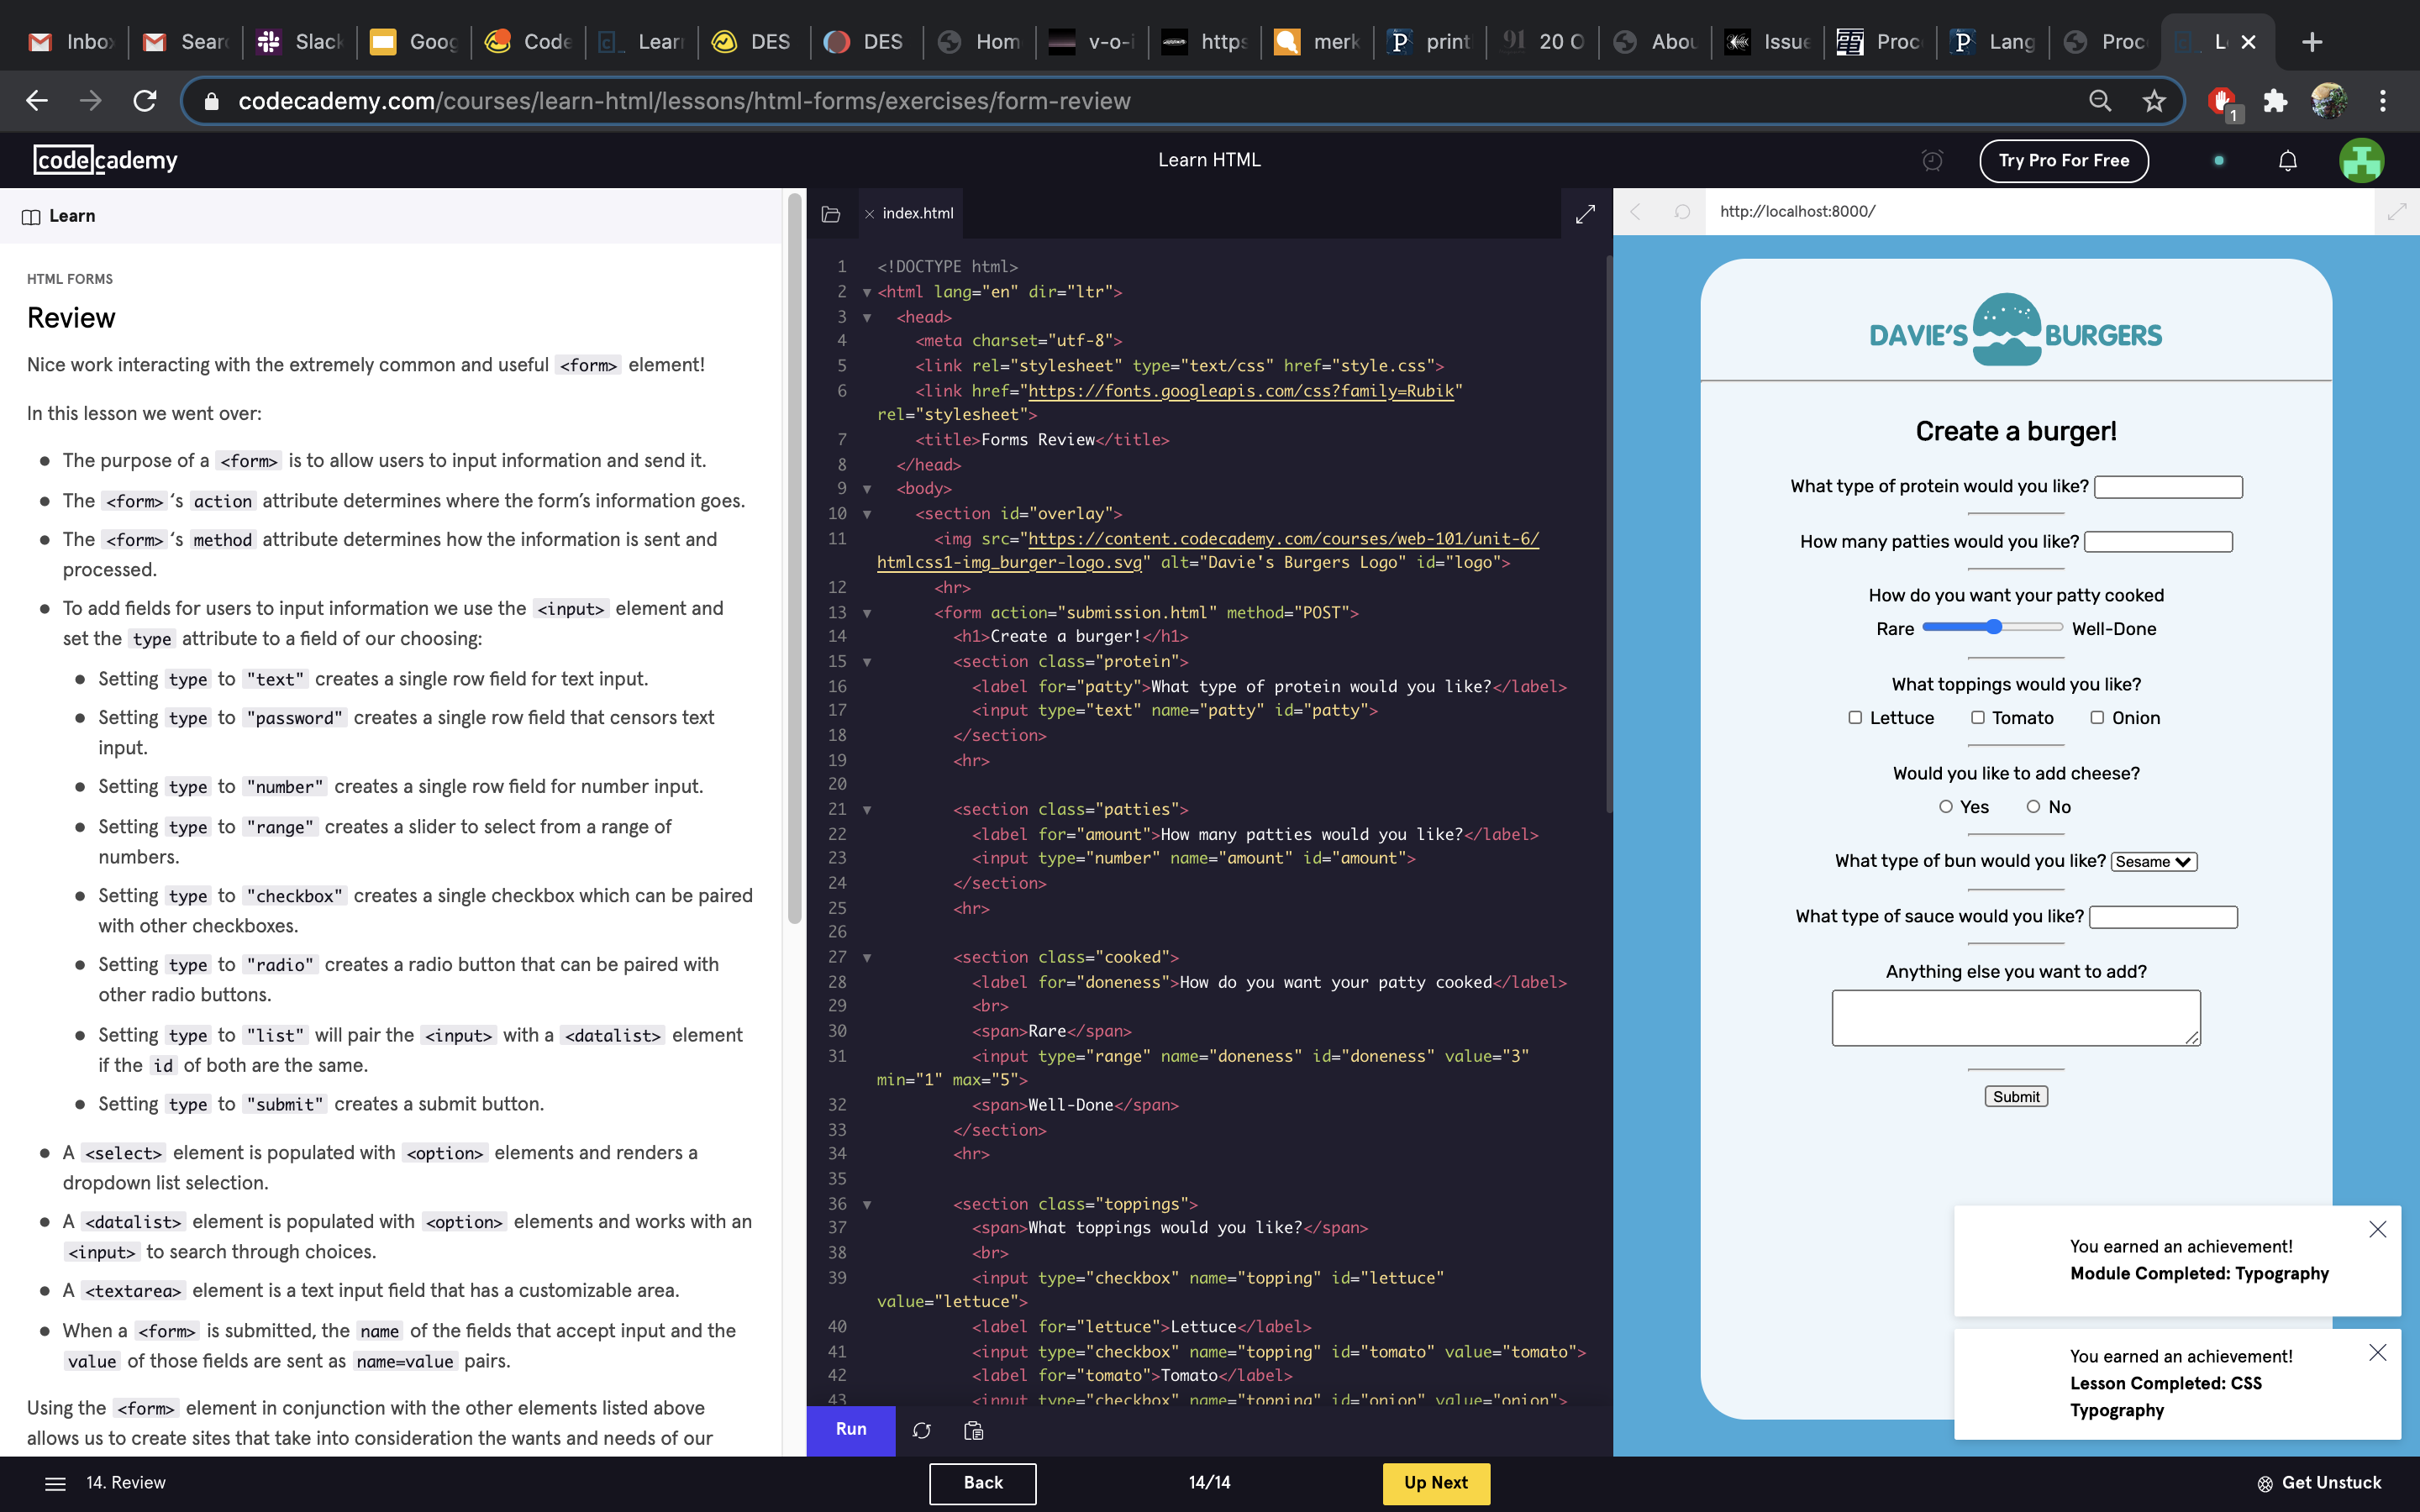 Inbo
Sear
Slack
Goog
Code
Lear
DES
DES
Hom
v-o-i
https
merk
print
20 O
Abou
Issue
Proc
Lang
Proc
L
codecademy.com/courses/learn-html/lessons/html-forms/exercises/form-review
1
codecademy
Learn HTML
Try Pro For Free
Learn
HTML FORMS
Review
Nice work interacting with the extremely common and useful <form> element!
In this lesson we went over:
The purpose of a <form> is to allow users to input information and send it.
The <form> ‘s action attribute determines where the form’s information goes.
The <form> ‘s method attribute determines how the information is sent and
processed.
To add fields for users to input information we use the <input> element and
set the type attribute to a field of our choosing:
Setting type to "text" creates a single row field for text input.
Setting type to "password" creates a single row field that censors text
input.
Setting type to "number" creates a single row field for number input.
Setting type to "range" creates a slider to select from a range of
numbers.
Setting type to "checkbox" creates a single checkbox which can be paired
with other checkboxes.
Setting type to "radio" creates a radio button that can be paired with
other radio buttons.
Setting type to "list" will pair the <input> with a <datalist> element
if the id of both are the same.
Setting type to "submit" creates a submit button.
A <select> element is populated with <option> elements and renders a
dropdown list selection.
A <datalist> element is populated with <option> elements and works with an
<input> to search through choices.
A <textarea> element is a text input field that has a customizable area.
When a <form> is submitted, the name of the fields that accept input and the
value of those fields are sent as name=value pairs.
Using the <form> element in conjunction with the other elements listed above
allows us to create sites that take into consideration the wants and needs of our
index.html
1 <!DOCTYPE html>
2 <html lang="en" dir="ltr">
3 <head>
4 <meta charset="utf-8">
5 <link rel="stylesheet" type="text/css" href="style.css">
6 <link href="https://fonts.googleapis.com/css?family=Rubik"
rel="stylesheet">
7 <title>Forms Review</title>
8 </head>
9 <body>
10 <section id="overlay">
11 <img src="https://content.codecademy.com/courses/web-101/unit-6/
htmlcss1-img_burger-logo.svg" alt="Davie's Burgers Logo" id="logo">
12 <hr>
13 <form action="submission.html" method="POST">
14 <h1>Create a burger!</h1>
15 <section class="protein">
16 <label for="patty">What type of protein would you like?</label>
17 <input type="text" name="patty" id="patty">
18 </section>
19 <hr>
20
21 <section class="patties">
22 <label for="amount">How many patties would you like?</label>
23 <input type="number" name="amount" id="amount">
24 </section>
25 <hr>
26
27 <section class="cooked">
28 <label for="doneness">How do you want your patty cooked</label>
29 <br>
30 <span>Rare</span>
31 <input type="range" name="doneness" id="doneness" value="3"
min="1" max="5">
32 <span>Well-Done</span>
33 </section>
34 <hr>
35
36 <section class="toppings">
37 <span>What toppings would you like?</span>
38 <br>
39 <input type="checkbox" name="topping" id="lettuce"
value="lettuce">
40 <label for="lettuce">Lettuce</label>
41 <input type="checkbox" name="topping" id="tomato" value="tomato">
42 <label for="tomato">Tomato</label>
43 <input type="checkbox" name="topping" id="onion" value="onion">
Run
http://localhost:8000/
DAVIE'S BURGERS
Create a burger!
What type of protein would you like?
How many patties would you like?
How do you want your patty cooked
Rare Well-Done
What toppings would you like?
Lettuce Tomato Onion
Would you like to add cheese?
Yes No
What type of bun would you like? Sesame
What type of sauce would you like?
Anything else you want to add?
Submit
You earned an achievement!
Module Completed: Typography
You earned an achievement!
Lesson Completed: CSS
Typography
14. Review
Back
14/14
Up Next
Get Unstuck